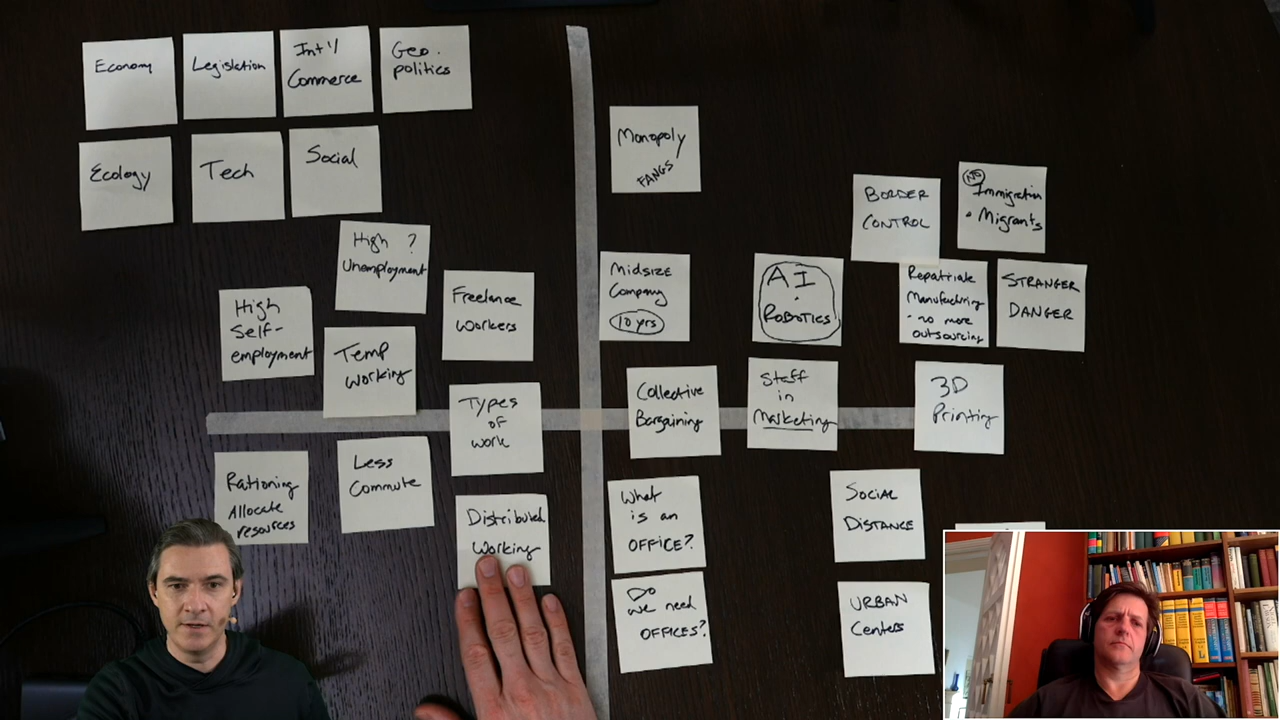 Economy
Legislation
Int'l
Commerce
Geo.
politics
Ecology
Tech
Social
High ?
Unemployment
High
Self-
employment
Temp
Working
Freelance
Workers
Types
of
work
Rationing
Allocate
resources
Less
Commute
Distributed
Working
Monopoly
FANGS
Midsize
Company
10 yrs
AI
ROBOTICS
BORDER
CONTROL
NO
Immigration
• Migrants
Repatriate
Manufacturing
- no more
outsourcing
STRANGER
DANGER
Collective
Bargaining
Staff
in
Marketing
3D
Printing
What
is an
OFFICE?
Do
we need
OFFICES?
SOCIAL
DISTANCE
URBAN
Centers